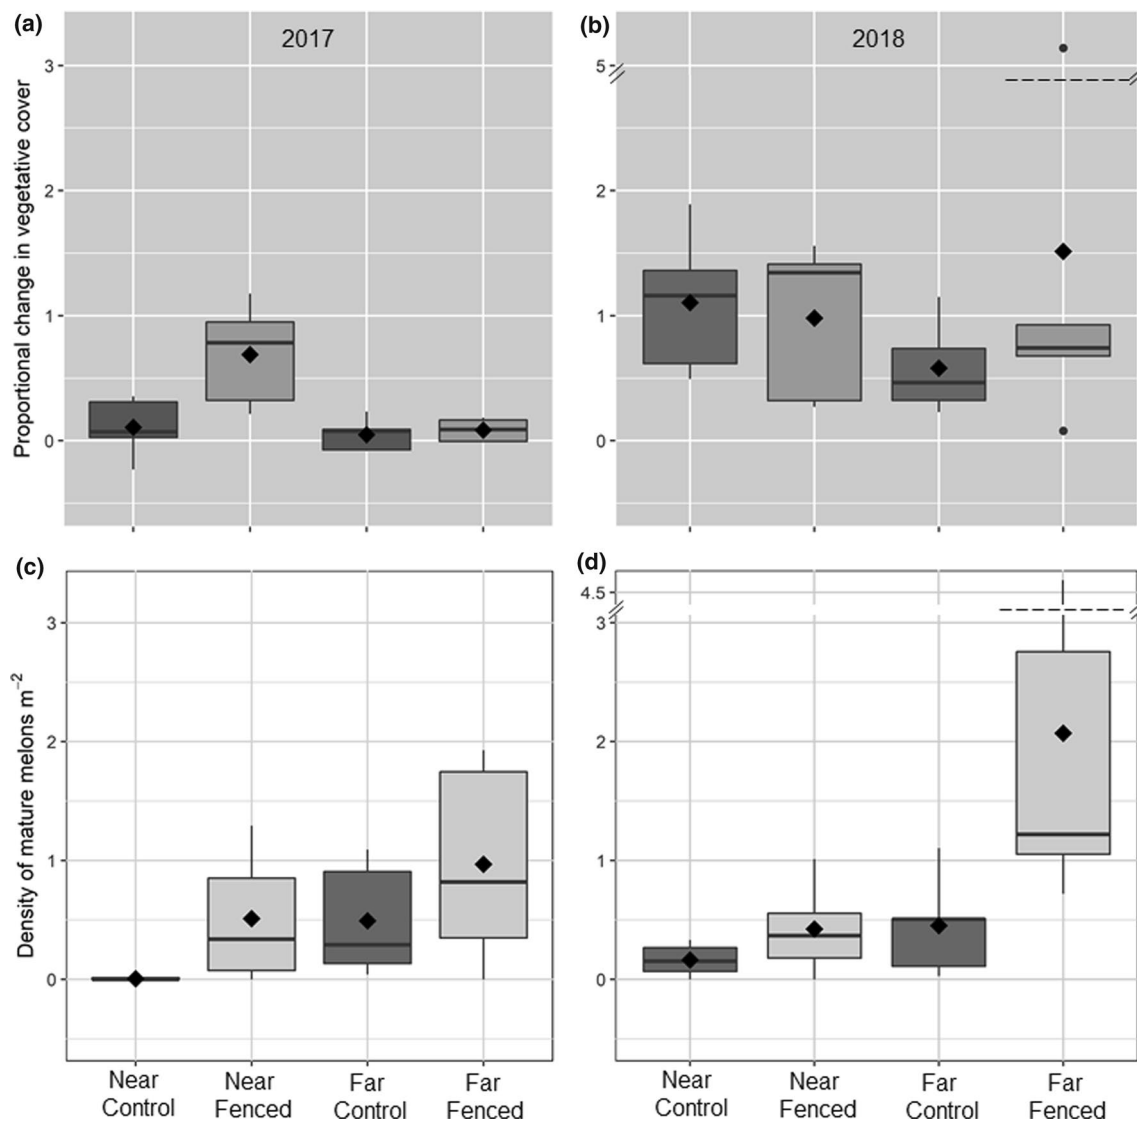 (a)
2017
3
2
1
0
Proportional change in vegetative cover
(b)
2018
5
2
1
0
(c)
3
2
1
0
Density of mature melons m⁻²
(d)
4.5
3
2
1
0
Near Control
Near Fenced
Far Control
Far Fenced
Near Control
Near Fenced
Far Control
Far Fenced